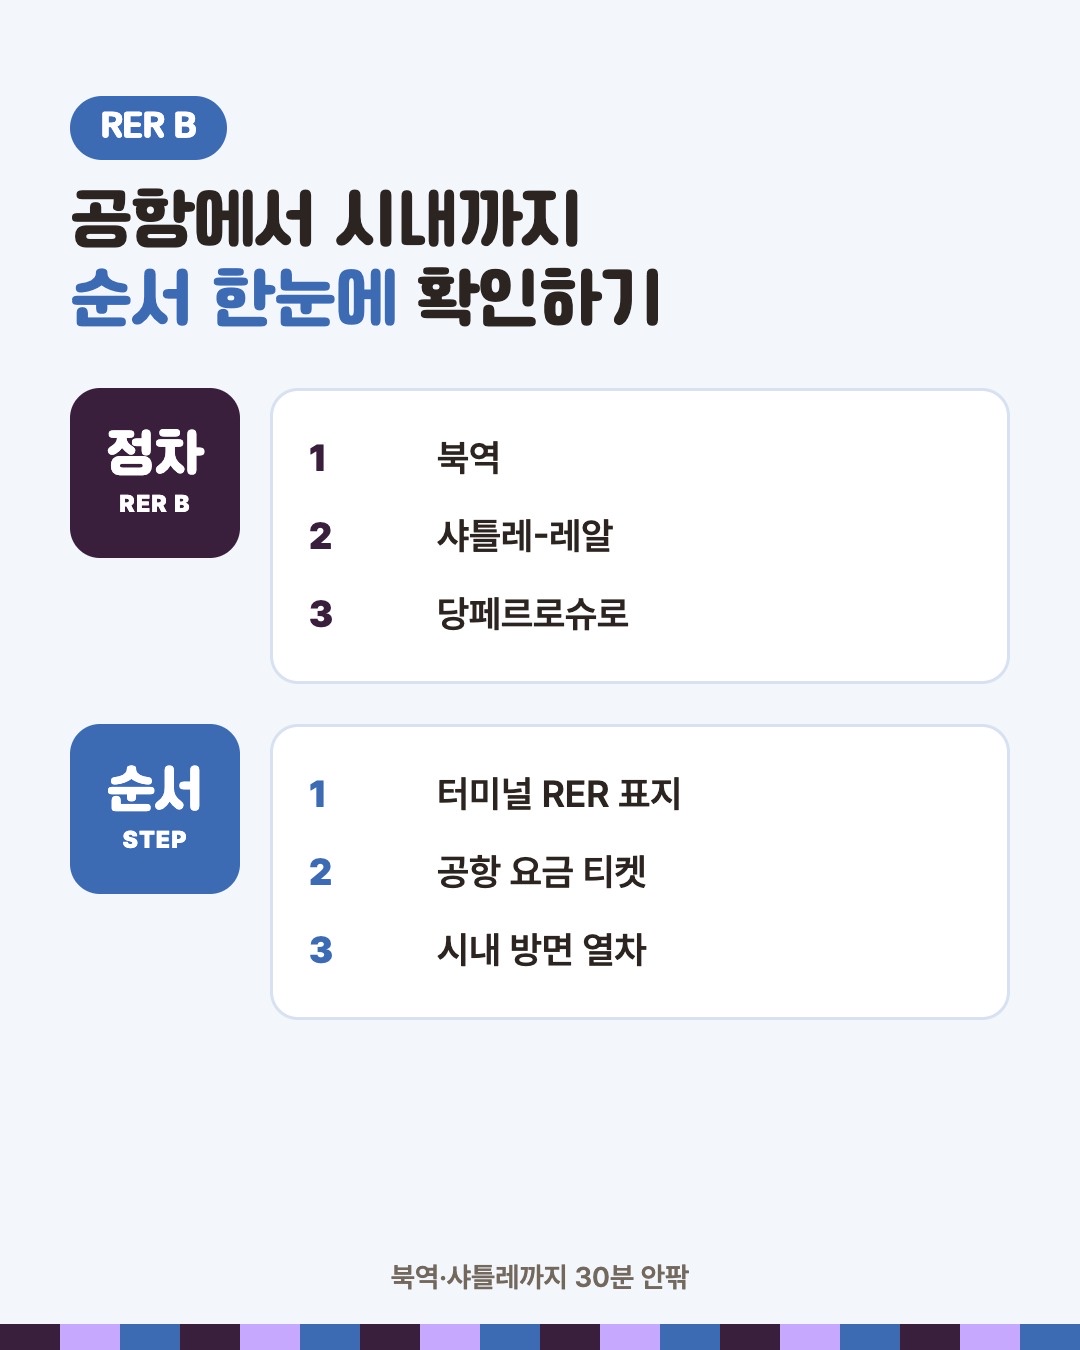 RER B
공항에서 시내까지
순서 한눈에 확인하기
정차
RER B
1 북역
2 샤틀레-레알
3 당페르로슈로
순서
STEP
1 터미널 RER 표지
2 공항 요금 티켓
3 시내 방면 열차
북역·샤틀레까지 30분 안팎